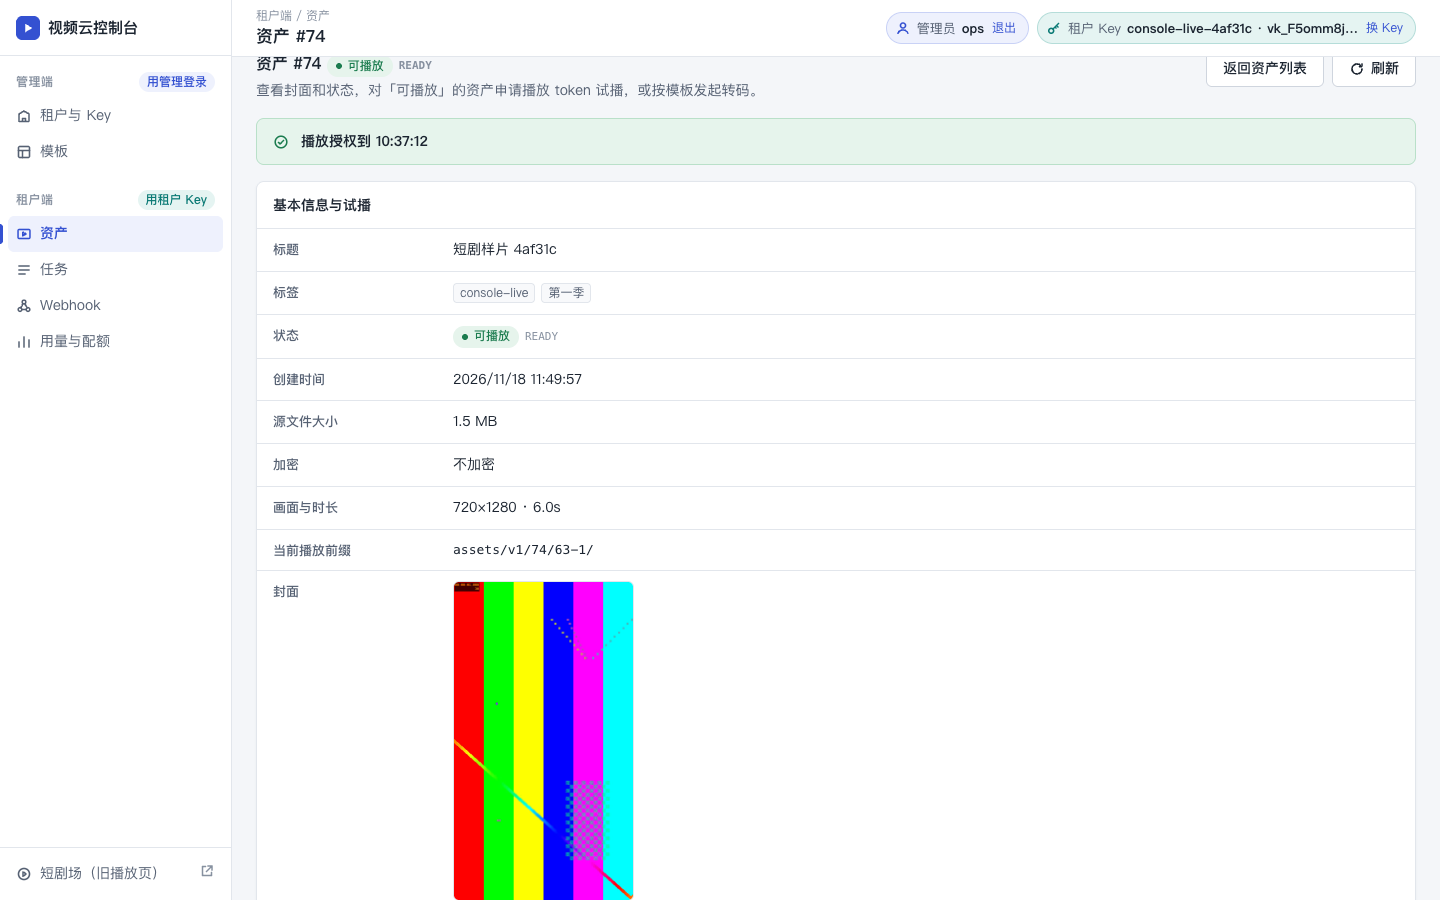 视频云控制台
管理端 用管理登录
租户与 Key
模板
租户端 用租户 Key
资产
任务
Webhook
用量与配额
短剧场（旧播放页）
租户端 / 资产
资产 #74
管理员 ops 退出
租户 Key console-live-4af31c · vk_F5omm8j... 换 Key
资产 #74 可播放 READY
查看封面和状态，对「可播放」的资产申请播放 token 试播，或按模板发起转码。
返回资产列表
刷新
播放授权到 10:37:12
基本信息与试播
标题 短剧样片 4af31c
标签 console-live 第一季
状态 可播放 READY
创建时间 2026/11/18 11:49:57
源文件大小 1.5 MB
加密 不加密
画面与时长 720×1280 · 6.0s
当前播放前缀 assets/v1/74/63-1/
封面